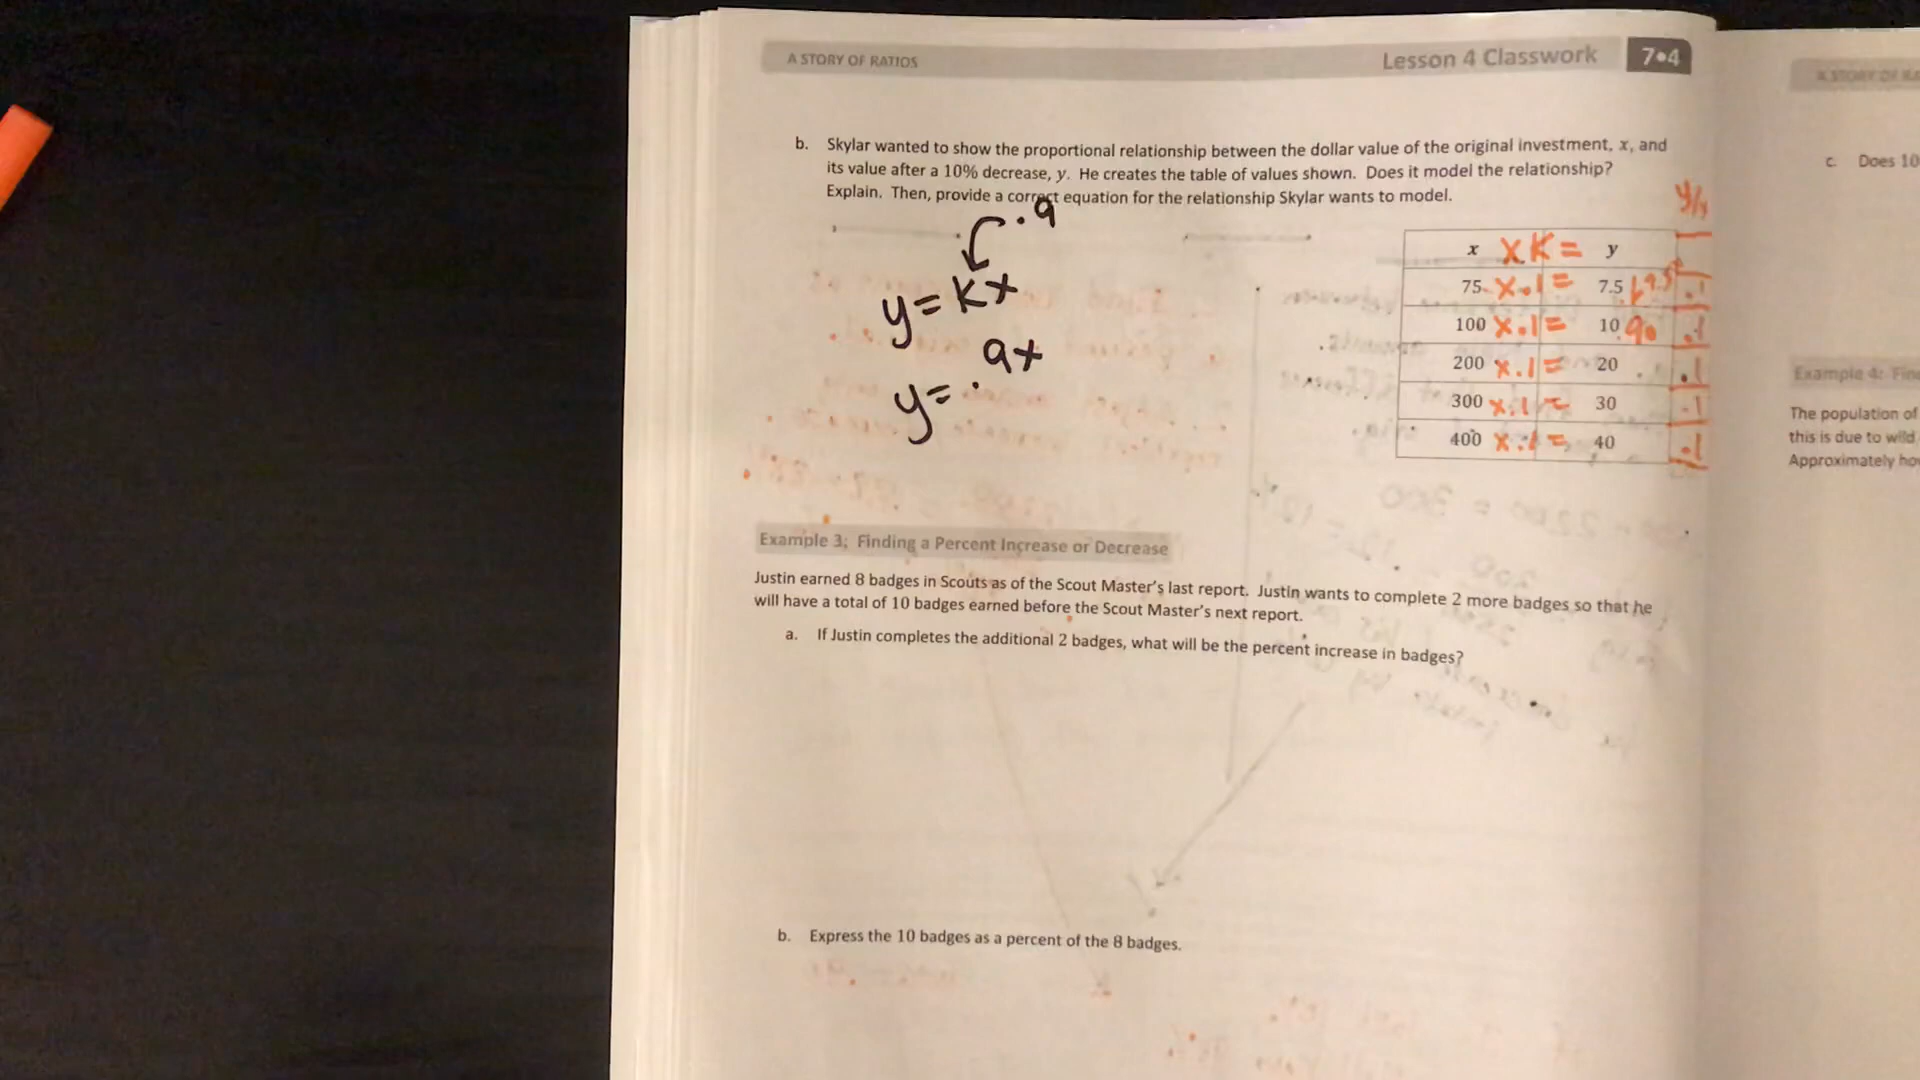 A STORY OF RATIOS
Lesson 4 Classwork 7•4
b. Skylar wanted to show the proportional relationship between the dollar value of the original investment, x, and
its value after a 10% decrease, y. He creates the table of values shown. Does it model the relationship?
Explain. Then, provide a correct equation for the relationship Skylar wants to model.
.9
y=kx
y=.9x
y/x
x XK= y
75 x.1= 7.5 .1
100 x.1= 10 90 .1
200 x.1= 20 .1
300 x.1= 30 .1
400 x.1= 40 .1
Example 3: Finding a Percent Increase or Decrease
Justin earned 8 badges in Scouts as of the Scout Master's last report. Justin wants to complete 2 more badges so that he
will have a total of 10 badges earned before the Scout Master's next report.
a. If Justin completes the additional 2 badges, what will be the percent increase in badges?
b. Express the 10 badges as a percent of the 8 badges.
A STORY OF
c. Does 10
Example 4:
The population of
this is due to wild
Approximately